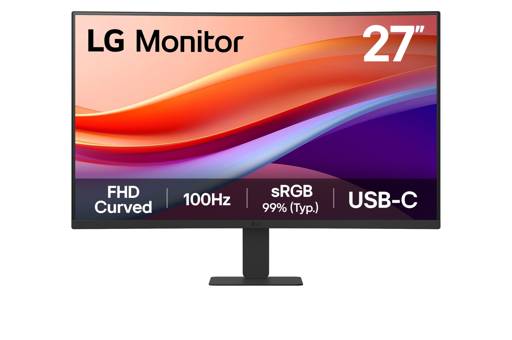 LG Monitor
27"
FHD
Curved
100Hz
sRGB
99% (Typ.)
USB-C